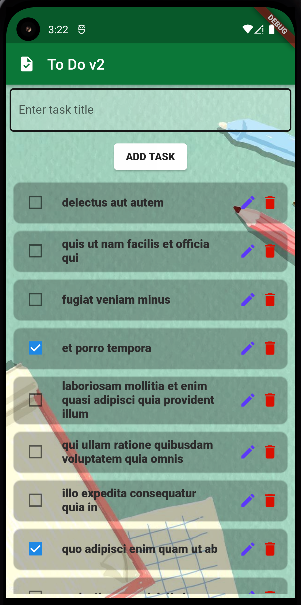 DEBUG
3:22
To Do v2
Enter task title
ADD TASK
delectus aut autem
quis ut nam facilis et officia
qui
fugiat veniam minus
et porro tempora
laboriosam mollitia et enim
quasi adipisci quia provident
illum
qui ullam ratione quibusdam
voluptatem quia omnis
illo expedita consequatur
quia in
quo adipisci enim quam ut ab